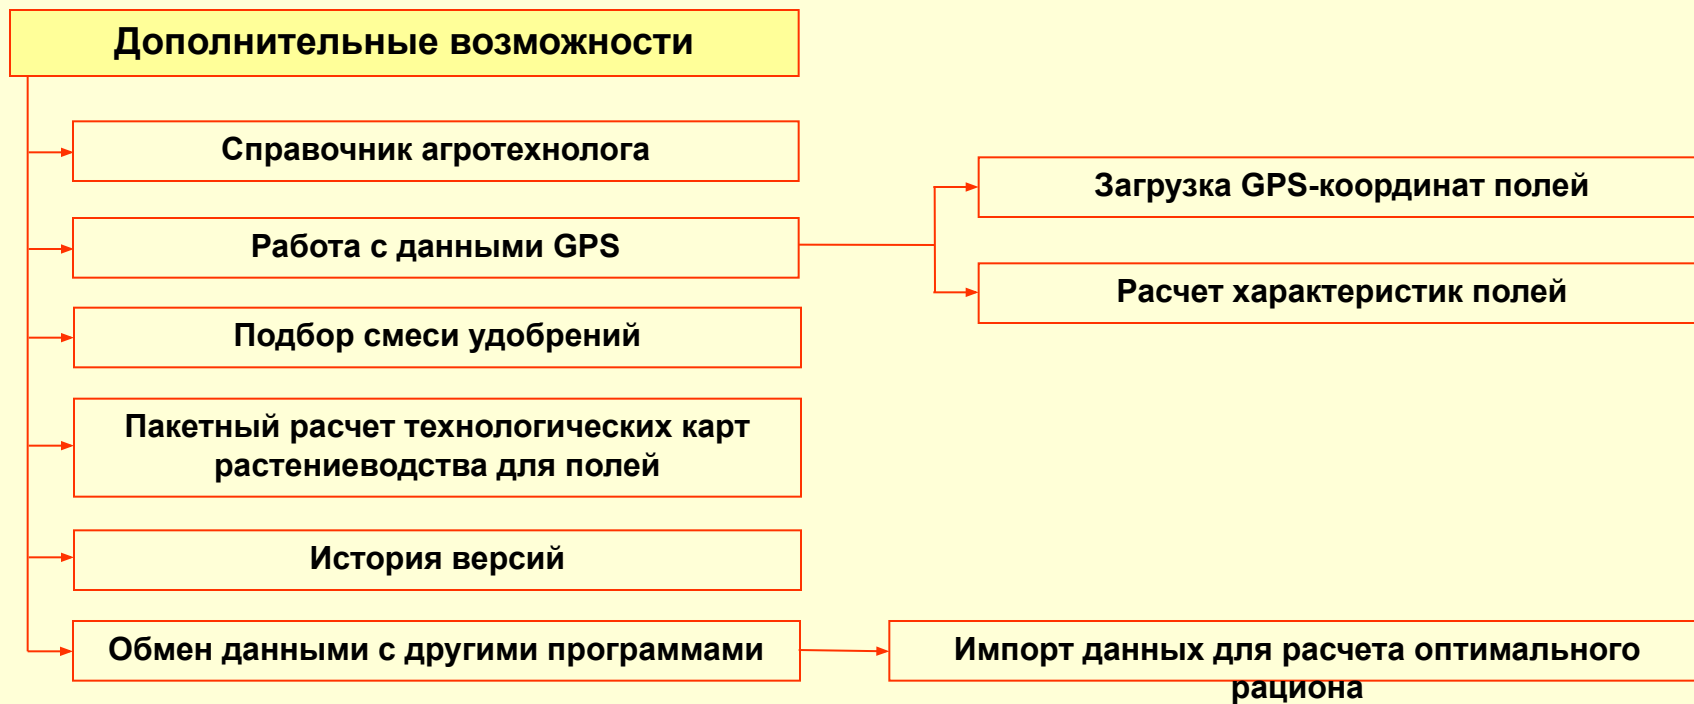 Дополнительные возможности
Справочник агротехнолога
Работа с данными GPS
Загрузка GPS-координат полей
Расчет характеристик полей
Подбор смеси удобрений
Пакетный расчет технологических карт
растениеводства для полей
История версий
Обмен данными с другими программами
Импорт данных для расчета оптимального
рациона